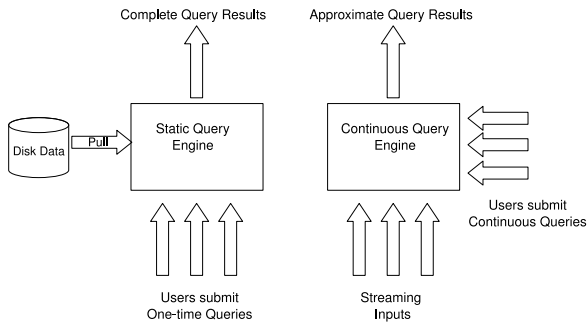 Complete Query Results
Approximate Query Results
Disk Data
Pull
Static Query
Engine
Continuous Query
Engine
Users submit
Continuous Queries
Users submit
One-time Queries
Streaming
Inputs